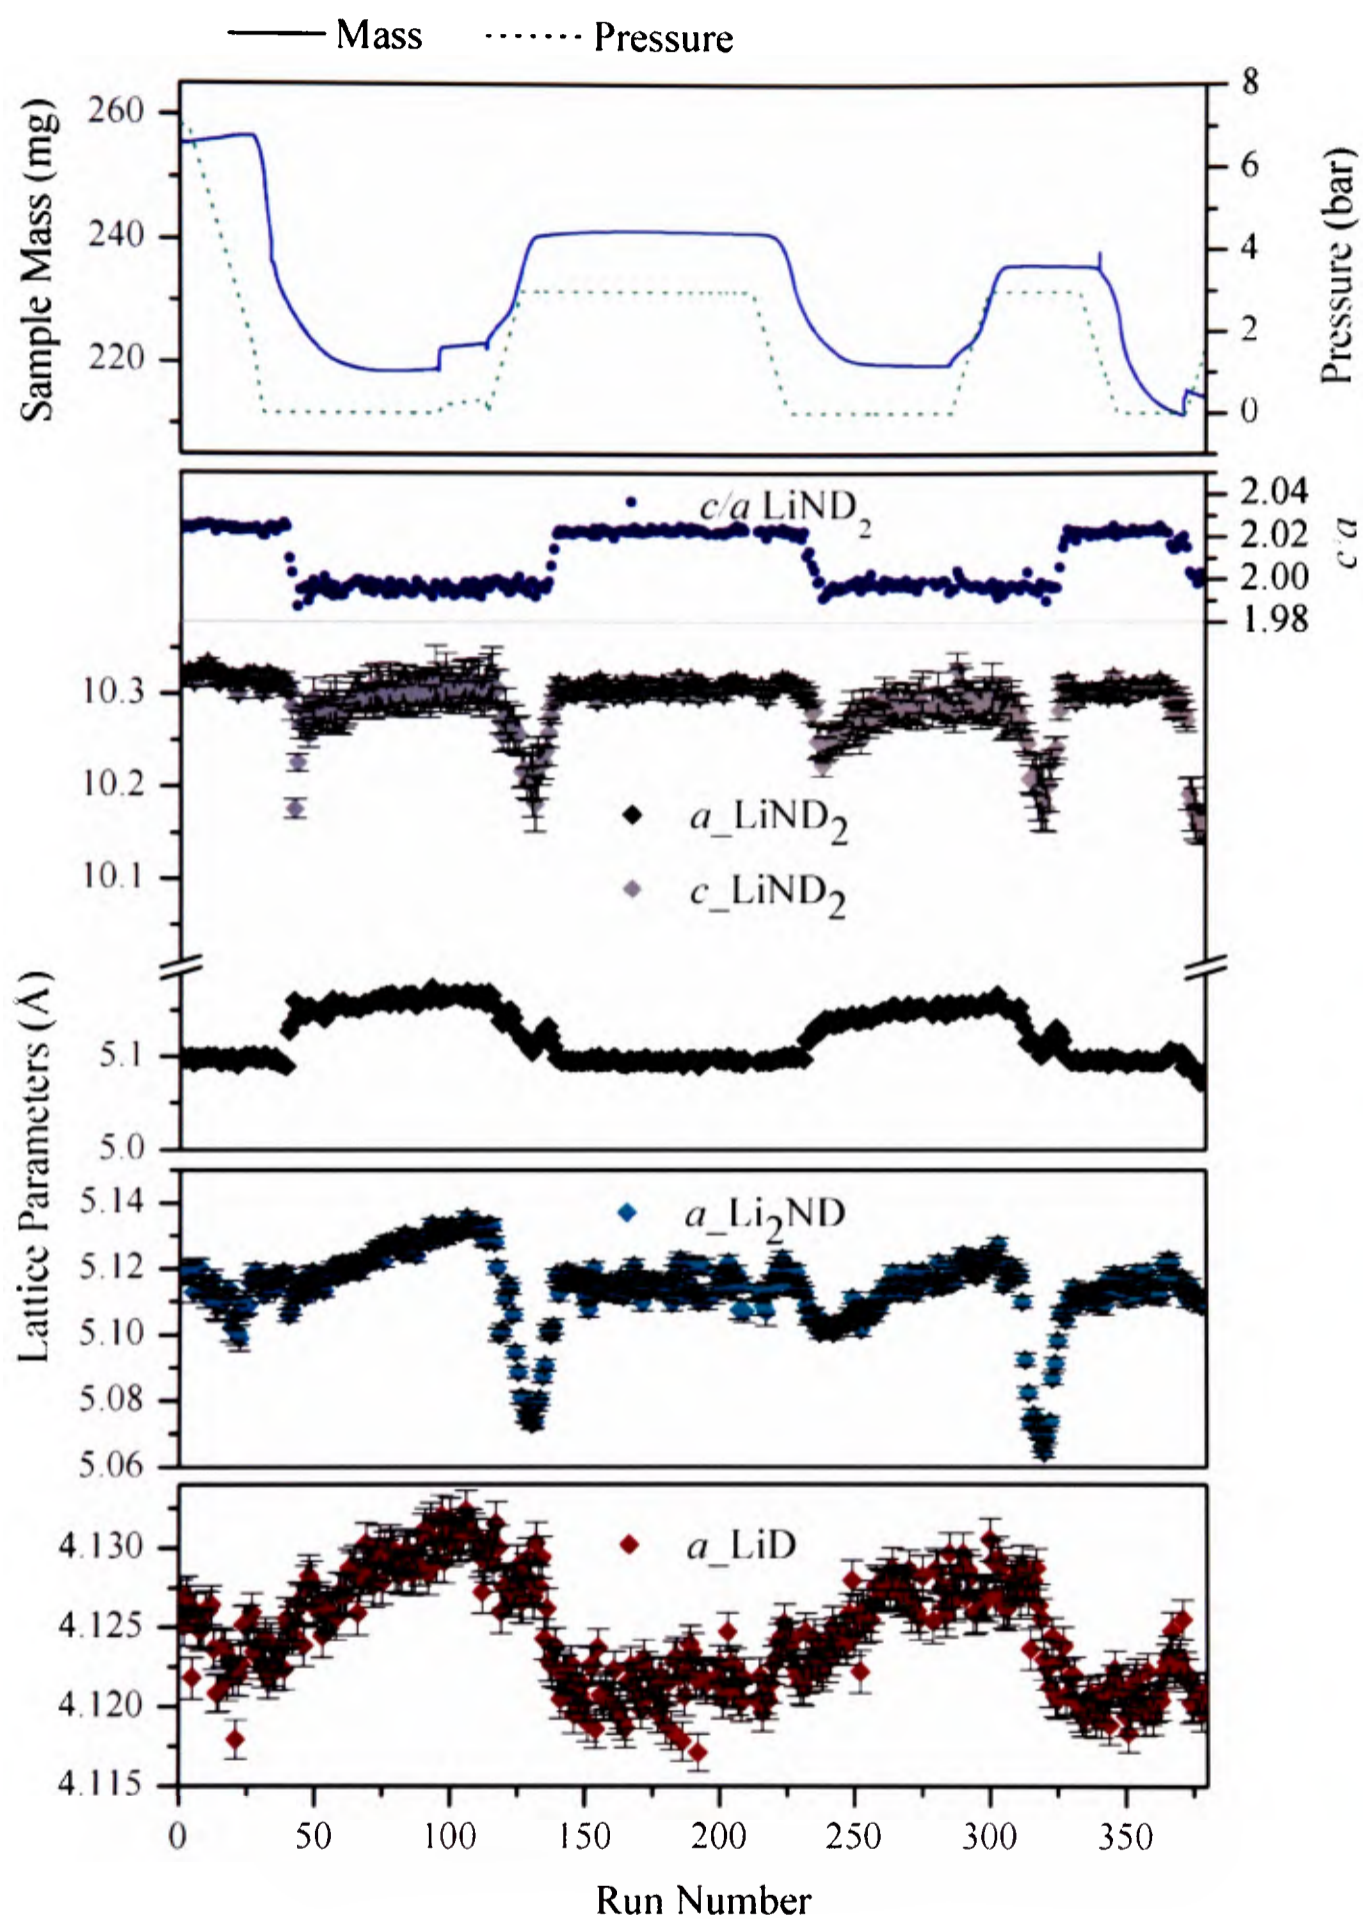 Mass Pressure
Sample Mass (mg)
260
240
220
8
6
4
2
0
Pressure (bar)
c/a LiND2
2.04
2.02
2.00
1.98
c/a
10.3
10.2
10.1
a_LiND2
c_LiND2
5.1
5.0
Lattice Parameters (Å)
5.14
5.12
5.10
5.08
5.06
a_Li2ND
4.130
4.125
4.120
4.115
a_LiD
0 50 100 150 200 250 300 350
Run Number